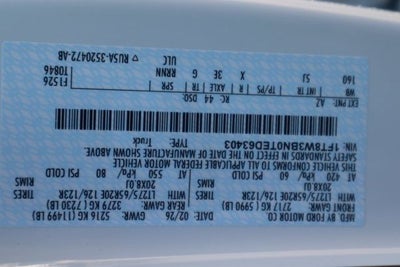 MFD. BY FORD MOTOR CO.
DATE: 02/26 GVWR: 5216 KG (11499 LB)
FRONT GAWR: 2717 KG (5990 LB) REAR GAWR: 3279 KG (7230 LB)
LT275/65R20E 126/123R TIRES WITH LT275/65R20E 126/123R TIRES
20X8.0J RIMS 20X8.0J RIMS
AT 420 kPa/ 60 PSI COLD AT 550 kPa/ 80 PSI COLD
THIS VEHICLE CONFORMS TO ALL APPLICABLE FEDERAL MOTOR VEHICLE
SAFETY STANDARDS IN EFFECT ON THE DATE OF MANUFACTURE SHOWN ABOVE.
VIN: 1FT8W3BN0TED63403 TYPE: Truck
EXT PNT: AZ RC: 44 DSO:
WB INTR TR TP/PS R AXLE TR SPR F1526
160 SJ X 3E RRNN T0846
ULC RUSA-3520472-AB